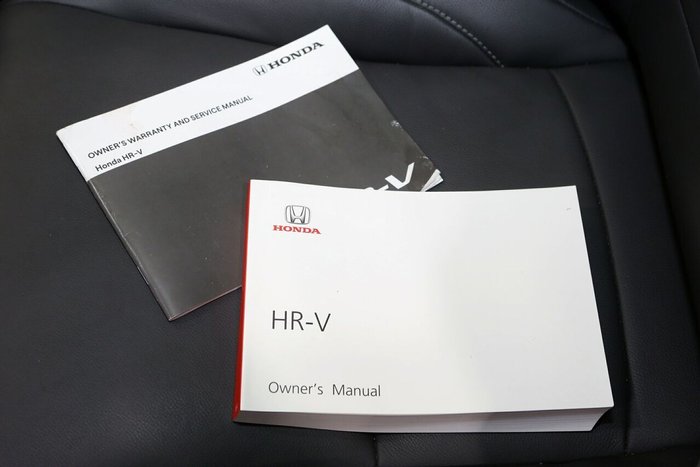 HONDA
OWNER'S WARRANTY AND SERVICE MANUAL
Honda HR-V
R-V
HONDA
HR-V
Owner's Manual